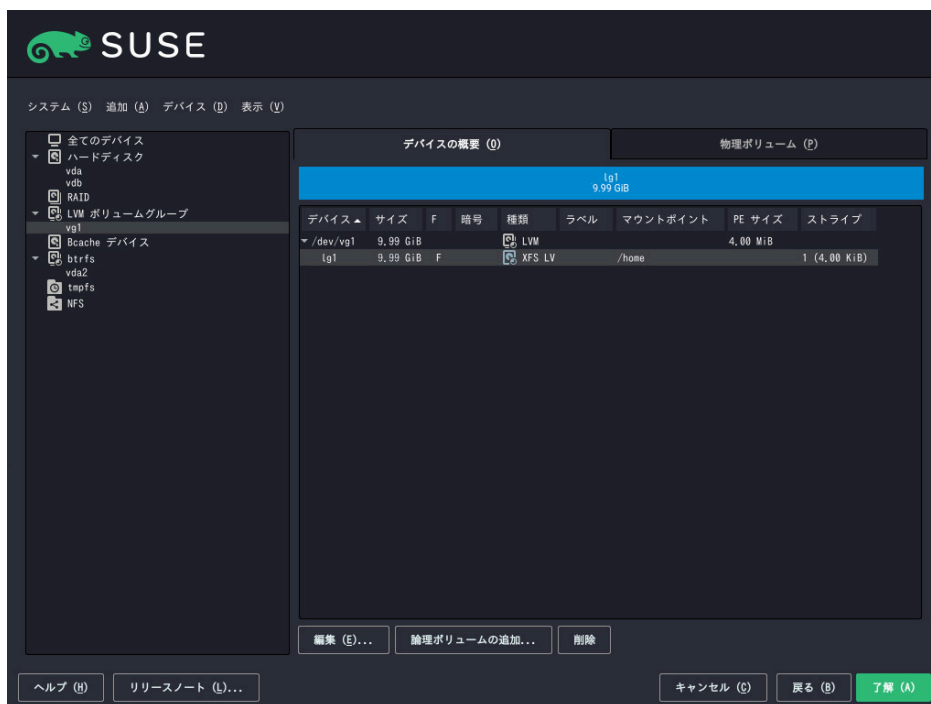 SUSE
システム (S) 追加 (A) デバイス (D) 表示 (V)
全てのデバイス
ハードディスク
vda
vdb
RAID
LVM ボリュームグループ
vg1
Bcache デバイス
btrfs
vda2
tmpfs
NFS
デバイスの概要 (O) 物理ボリューム (P)
lg1
9.99 GiB
デバイス サイズ F 暗号 種類 ラベル マウントポイント PE サイズ ストライプ
/dev/vg1 9.99 GiB LVM 4.00 MiB
lg1 9.99 GiB F XFS LV /home 1 (4.00 KiB)
編集 (E)... 論理ボリュームの追加... 削除
ヘルプ (H) リリースノート (L)... キャンセル (C) 戻る (B) 了解 (A)